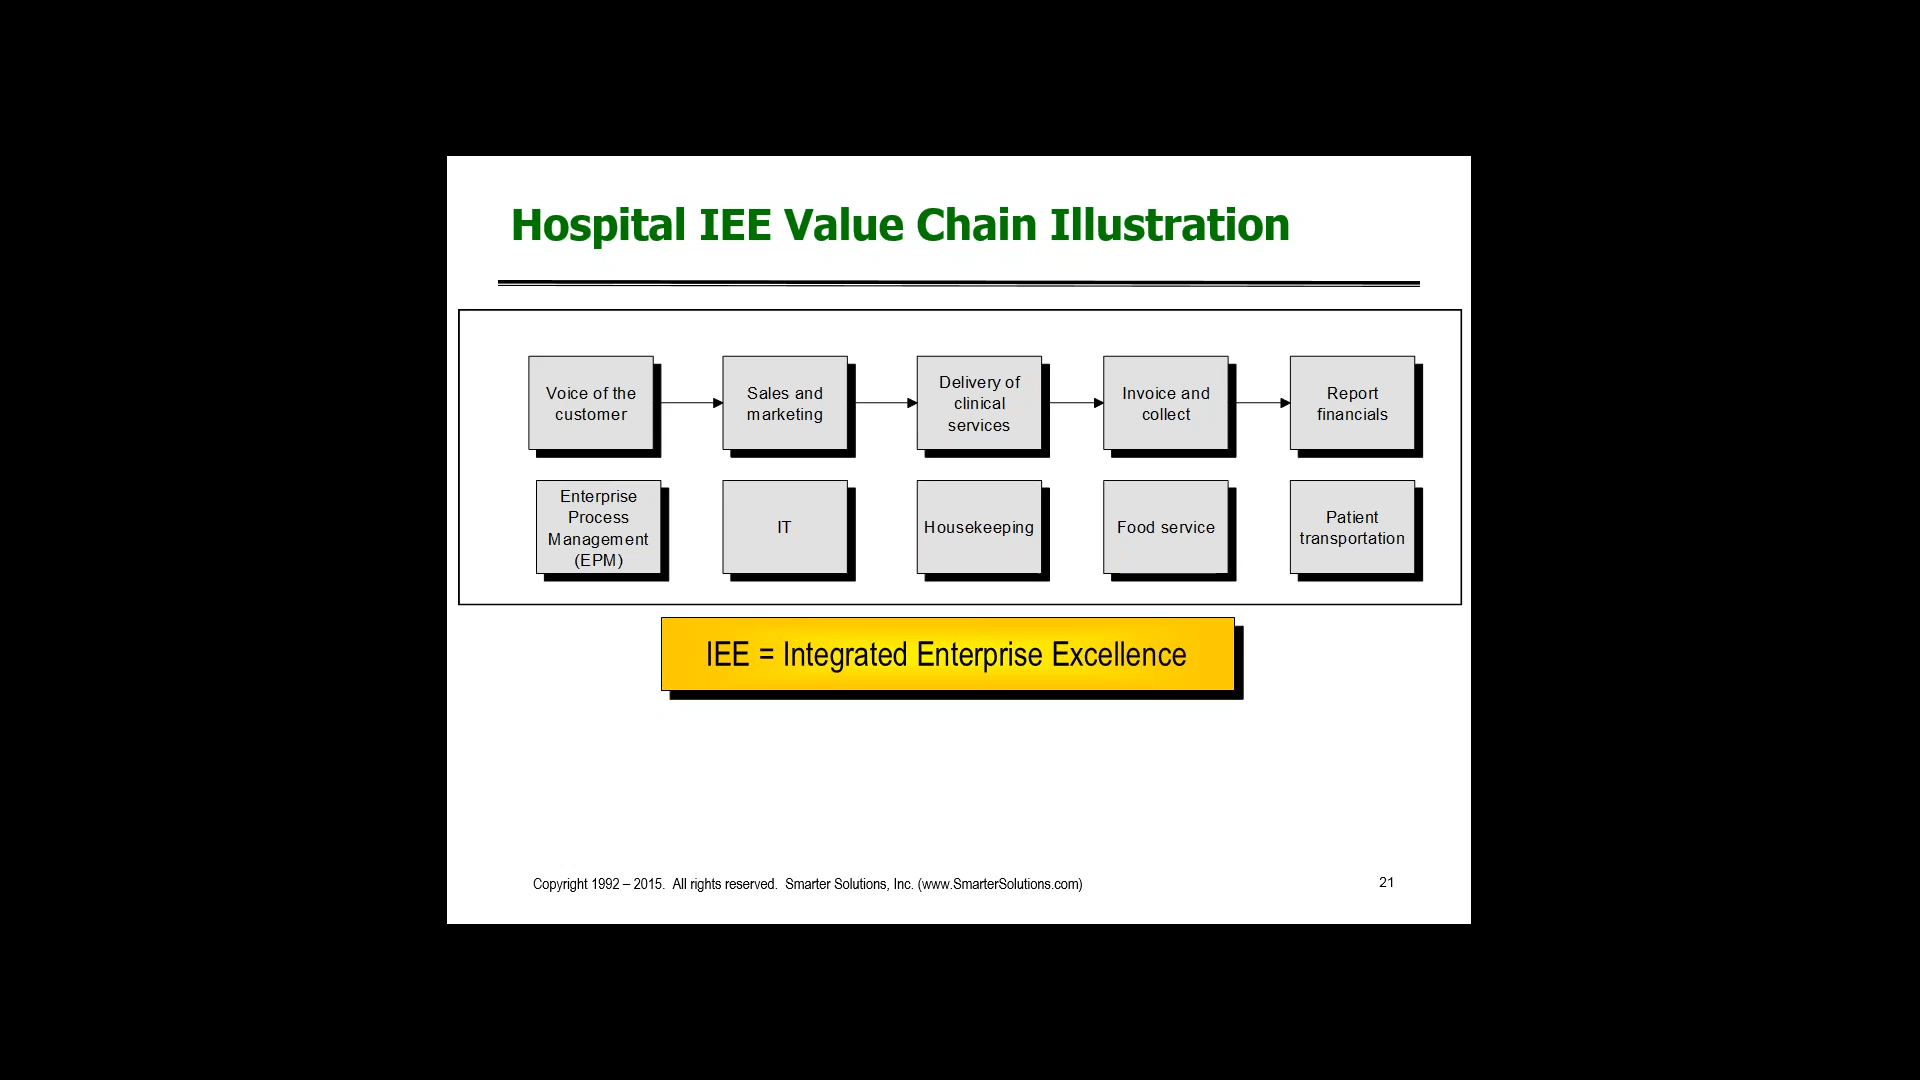 Hospital IEE Value Chain Illustration
Voice of the
customer
Sales and
marketing
Delivery of
clinical
services
Invoice and
collect
Report
financials
Enterprise
Process
Management
(EPM)
IT
Housekeeping
Food service
Patient
transportation
IEE = Integrated Enterprise Excellence
Copyright 1992 – 2015.  All rights reserved.  Smarter Solutions, Inc. (www.SmarterSolutions.com)
21